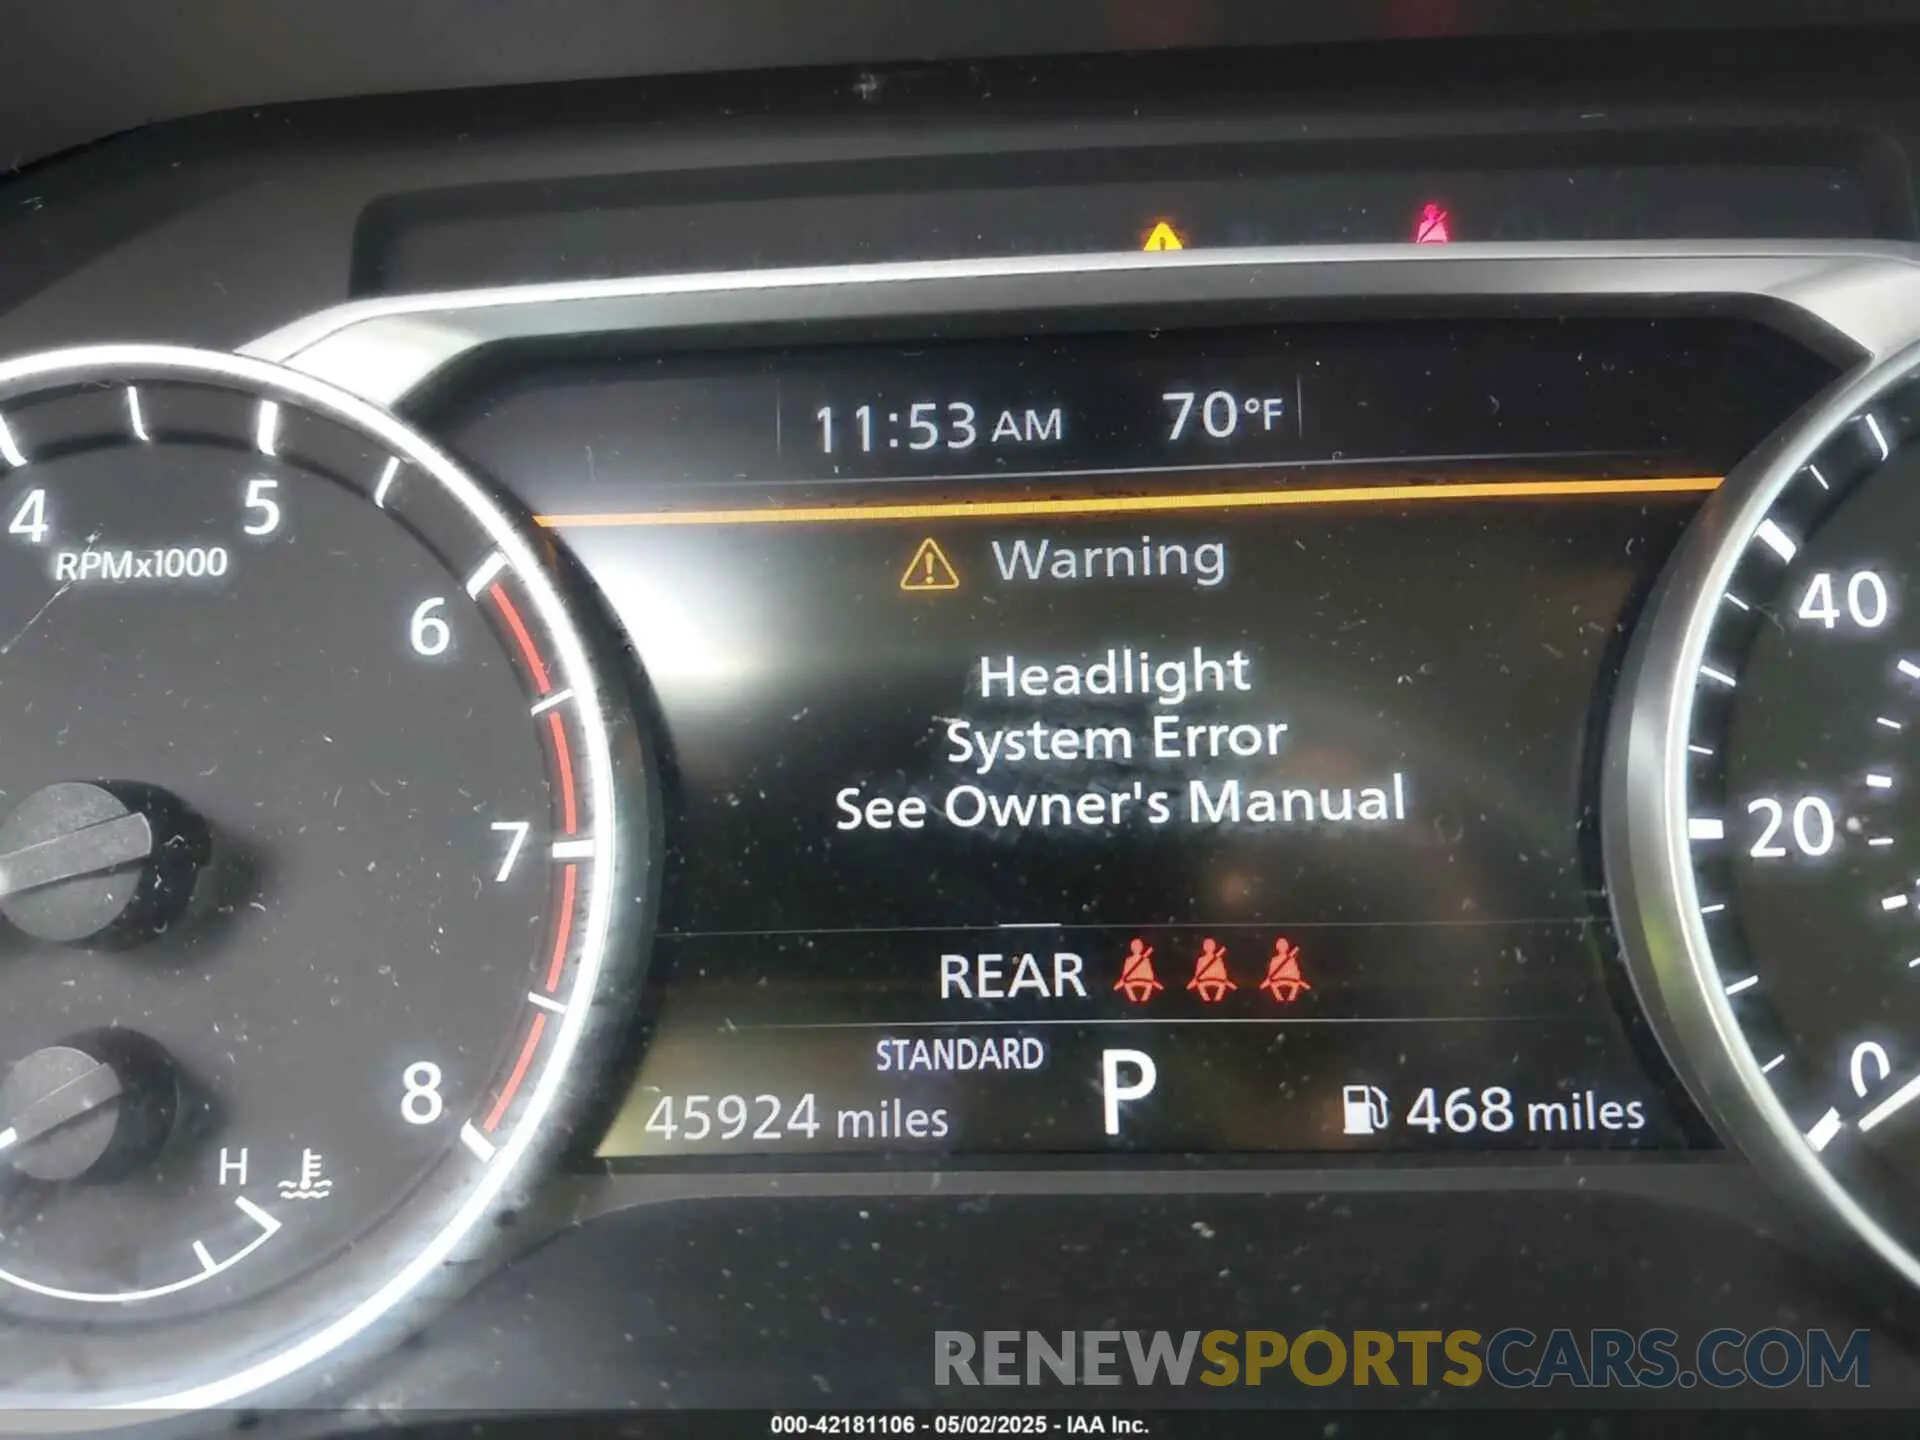 11:53 AM 70°F
4 5
RPMx1000
Warning
6
40
Headlight
System Error
See Owner's Manual
7
20
REAR
STANDARD
8
45924 miles P 468 miles
0
H
RENEWSPORTSCARS.COM
000-42181106 - 05/02/2025 - IAA Inc.